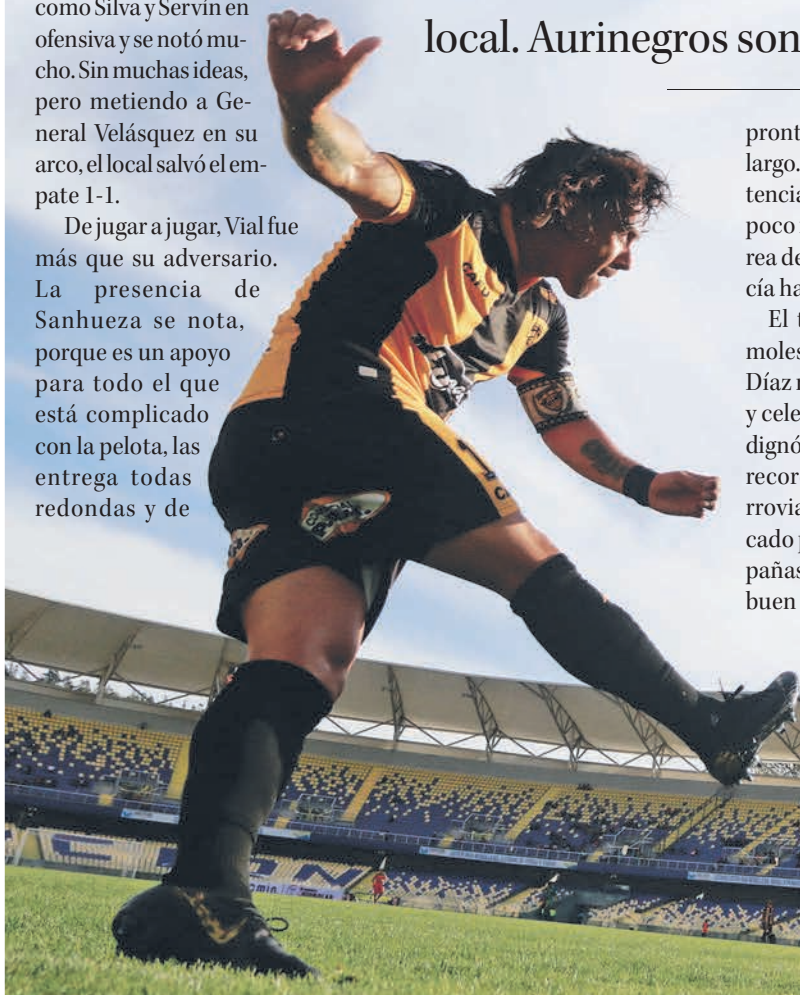 local. Aurinegros son
como Silva y Servín en
ofensiva y se notó mu-
cho. Sin muchas ideas,
pero metiendo a Ge-
neral Velásquez en su
arco, el local salvó el em-
pate 1-1.
De jugar a jugar, Vial fue
más que su adversario.
La presencia de
Sanhueza se nota,
porque es un apoyo
para todo el que
está complicado
con la pelota, las
entrega todas
redondas y de
pront
largo.
tencia
poco
rea de
cía ha
El t
moles
Díaz
y cele
dignó
recor
rrovia
cado p
pañas
buen